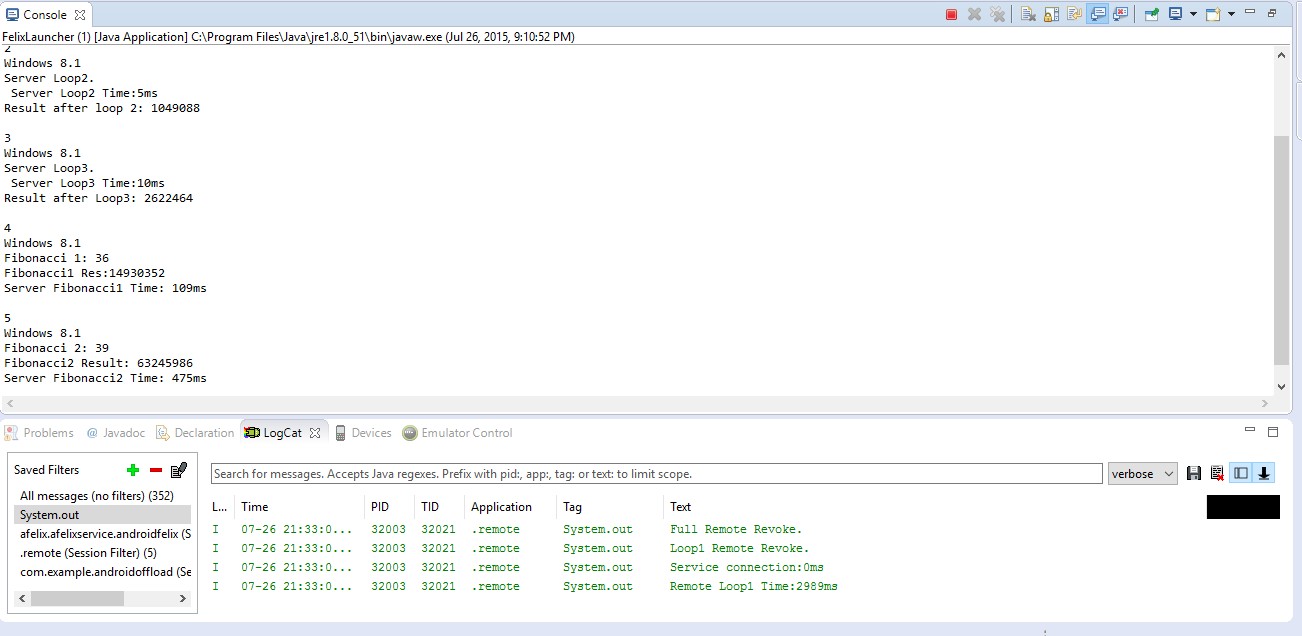 Console
FelixLauncher (1) [Java Application] C:\Program Files\Java\jre1.8.0_51\bin\javaw.exe (Jul 26, 2015, 9:10:52 PM)
2
Windows 8.1
Server Loop2.
Server Loop2 Time:5ms
Result after loop 2: 1049088
3
Windows 8.1
Server Loop3.
Server Loop3 Time:10ms
Result after Loop3: 2622464
4
Windows 8.1
Fibonacci 1: 36
Fibonacci1 Res:14930352
Server Fibonacci1 Time: 109ms
5
Windows 8.1
Fibonacci 2: 39
Fibonacci2 Result: 63245986
Server Fibonacci2 Time: 475ms
Problems @ Javadoc Declaration LogCat Devices Emulator Control
Saved Filters
All messages (no filters) (352)
System.out
afelix.afelixservice.androidfelix (S
.remote (Session Filter) (5)
com.example.androidoffload (Se
Search for messages. Accepts Java regexes. Prefix with pid:, app:, tag: or text: to limit scope. verbose
L... Time PID TID Application Tag Text
I 07-26 21:33:0... 32003 32021 .remote System.out Full Remote Revoke.
I 07-26 21:33:0... 32003 32021 .remote System.out Loop1 Remote Revoke.
I 07-26 21:33:0... 32003 32021 .remote System.out Service connection:0ms
I 07-26 21:33:0... 32003 32021 .remote System.out Remote Loop1 Time:2989ms